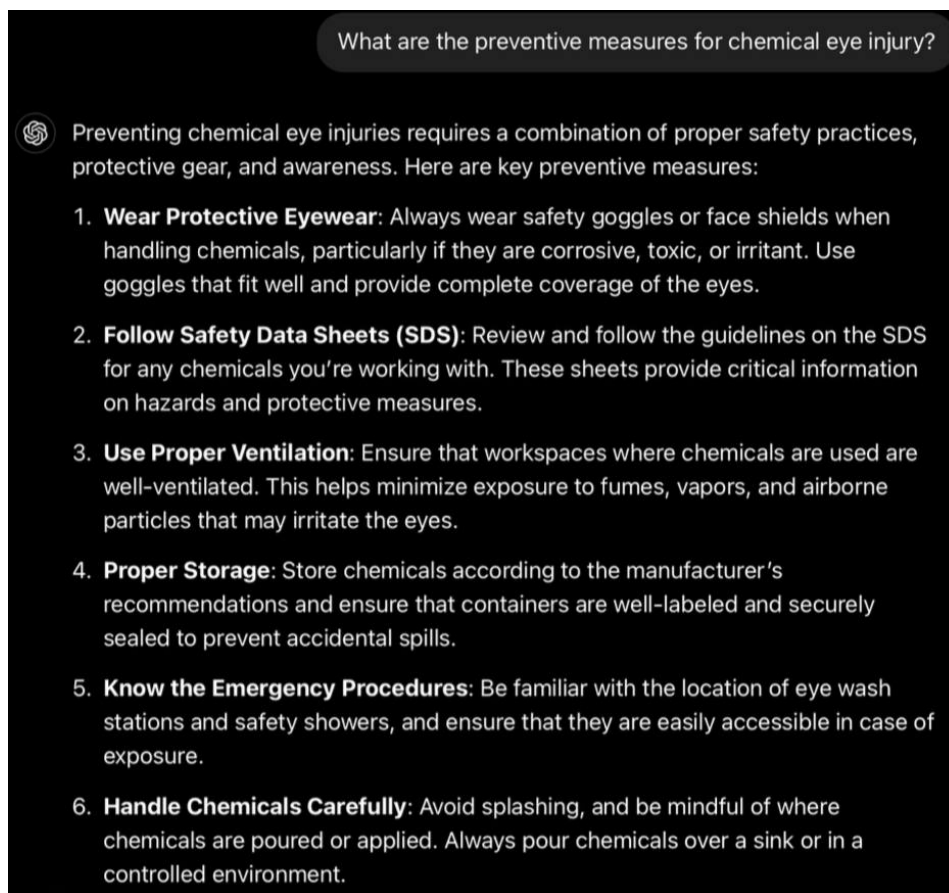 What are the preventive measures for chemical eye injury?
Preventing chemical eye injuries requires a combination of proper safety practices,
protective gear, and awareness. Here are key preventive measures:
1. Wear Protective Eyewear: Always wear safety goggles or face shields when
handling chemicals, particularly if they are corrosive, toxic, or irritant. Use
goggles that fit well and provide complete coverage of the eyes.
2. Follow Safety Data Sheets (SDS): Review and follow the guidelines on the SDS
for any chemicals you’re working with. These sheets provide critical information
on hazards and protective measures.
3. Use Proper Ventilation: Ensure that workspaces where chemicals are used are
well-ventilated. This helps minimize exposure to fumes, vapors, and airborne
particles that may irritate the eyes.
4. Proper Storage: Store chemicals according to the manufacturer’s
recommendations and ensure that containers are well-labeled and securely
sealed to prevent accidental spills.
5. Know the Emergency Procedures: Be familiar with the location of eye wash
stations and safety showers, and ensure that they are easily accessible in case of
exposure.
6. Handle Chemicals Carefully: Avoid splashing, and be mindful of where
chemicals are poured or applied. Always pour chemicals over a sink or in a
controlled environment.